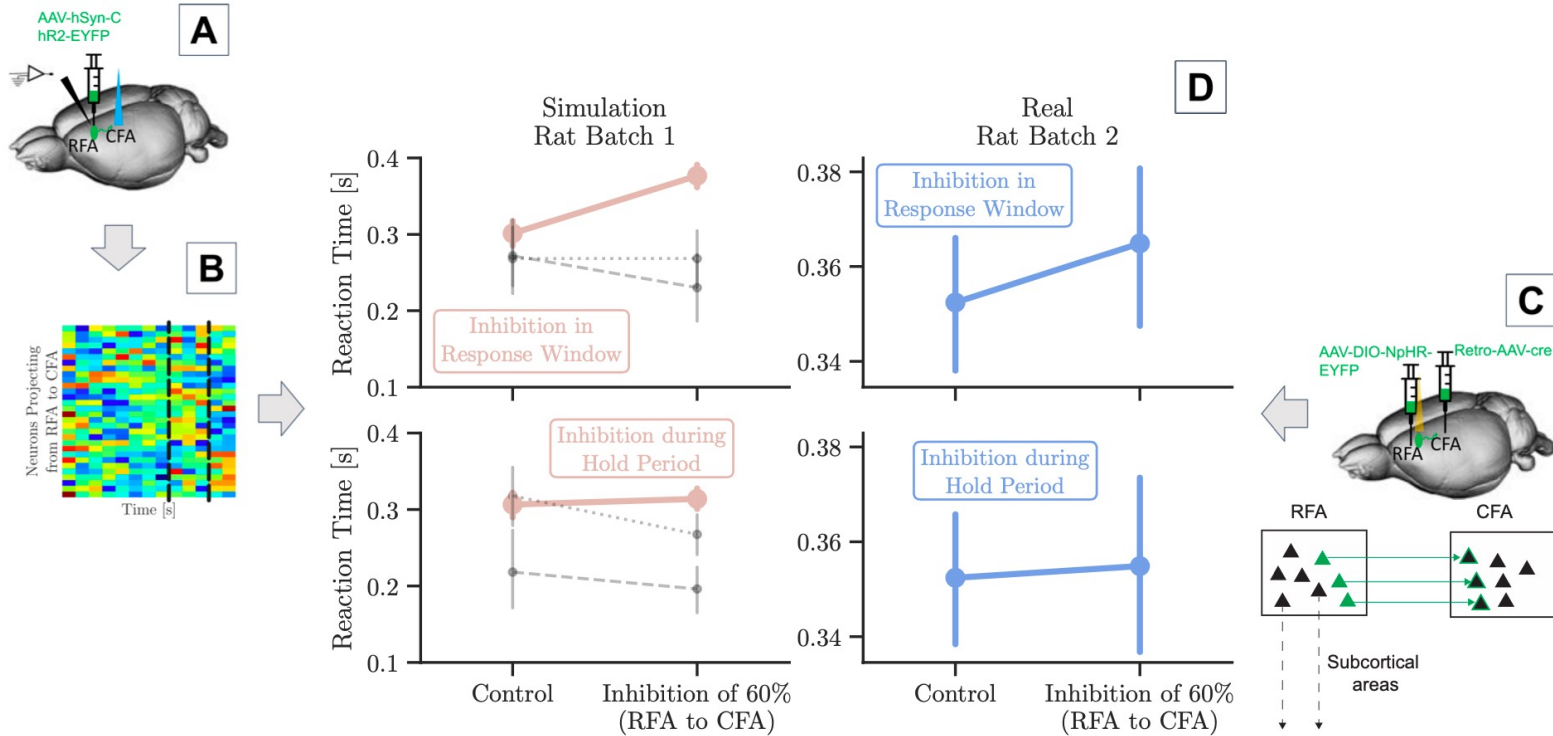 AAV-hSyn-C
hR2-EYFP
A
RFA
CFA
B
Neurons Projecting
from RFA to CFA
Time [s]
D
Simulation
Rat Batch 1
Real
Rat Batch 2
Reaction Time [s]
0.4
0.3
0.2
0.1
Inhibition in
Response Window
0.38
0.36
0.34
Inhibition in
Response Window
Reaction Time [s]
0.4
0.3
0.2
0.1
Inhibition during
Hold Period
Control
Inhibition of 60%
(RFA to CFA)
0.38
0.36
0.34
Inhibition during
Hold Period
Control
Inhibition of 60%
(RFA to CFA)
C
AAV-DIO-NpHR-
EYFP
Retro-AAV-cre
RFA
CFA
RFA
CFA
Subcortical
areas